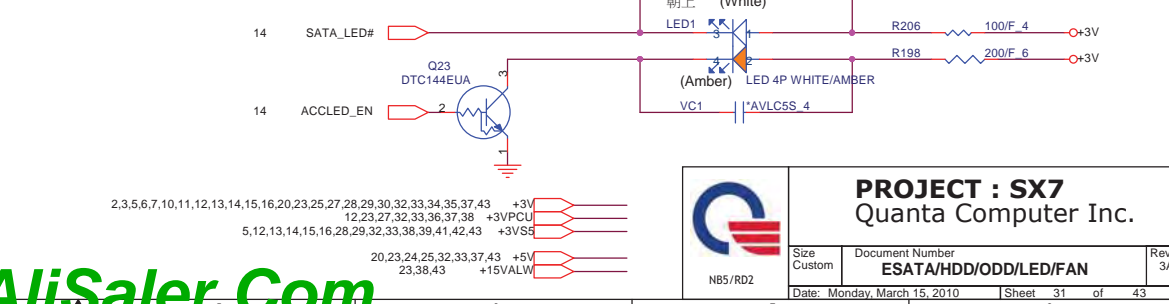 朝上 (White)
LED1
3 1
R206 100/F_4 +3V
14 SATA_LED#
R198 200/F_6 +3V
4 2
Q23
DTC144EUA
3
(Amber) LED 4P WHITE/AMBER
14 ACCLED_EN
2
VC1 *AVLC5S_4
1
2,3,5,6,7,10,11,12,13,14,15,16,20,23,25,27,28,29,30,32,33,34,35,37,43 +3V
12,23,27,32,33,36,37,38 +3VPCU
5,12,13,14,15,16,28,29,32,33,38,39,41,42,43 +3VS5
20,23,24,25,32,33,37,43 +5V
23,38,43 +15VALW
AliSaler.Com
NB5/RD2
PROJECT : SX7
Quanta Computer Inc.
Size
Custom
Document Number
ESATA/HDD/ODD/LED/FAN
Rev
3A
Date: Monday, March 15, 2010
Sheet 31 of 43